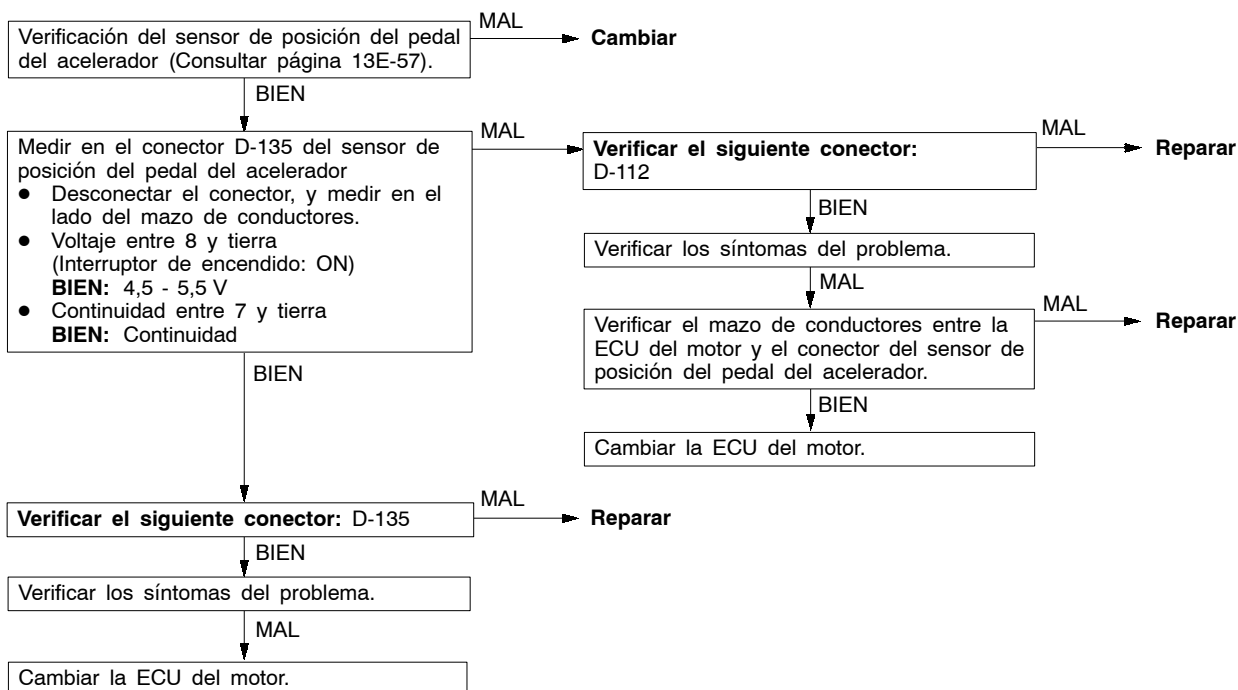 Verificación del sensor de posición del pedal
del acelerador (Consultar página 13E-57).
MAL
Cambiar
BIEN
Medir en el conector D-135 del sensor de
posición del pedal del acelerador
● Desconectar el conector, y medir en el
lado del mazo de conductores.
● Voltaje entre 8 y tierra
(Interruptor de encendido: ON)
BIEN: 4,5 - 5,5 V
● Continuidad entre 7 y tierra
BIEN: Continuidad
MAL
Verificar el siguiente conector:
D-112
MAL
Reparar
BIEN
Verificar los síntomas del problema.
MAL
Verificar el mazo de conductores entre la
ECU del motor y el conector del sensor de
posición del pedal del acelerador.
MAL
Reparar
BIEN
Cambiar la ECU del motor.
BIEN
Verificar el siguiente conector: D-135
MAL
Reparar
BIEN
Verificar los síntomas del problema.
MAL
Cambiar la ECU del motor.